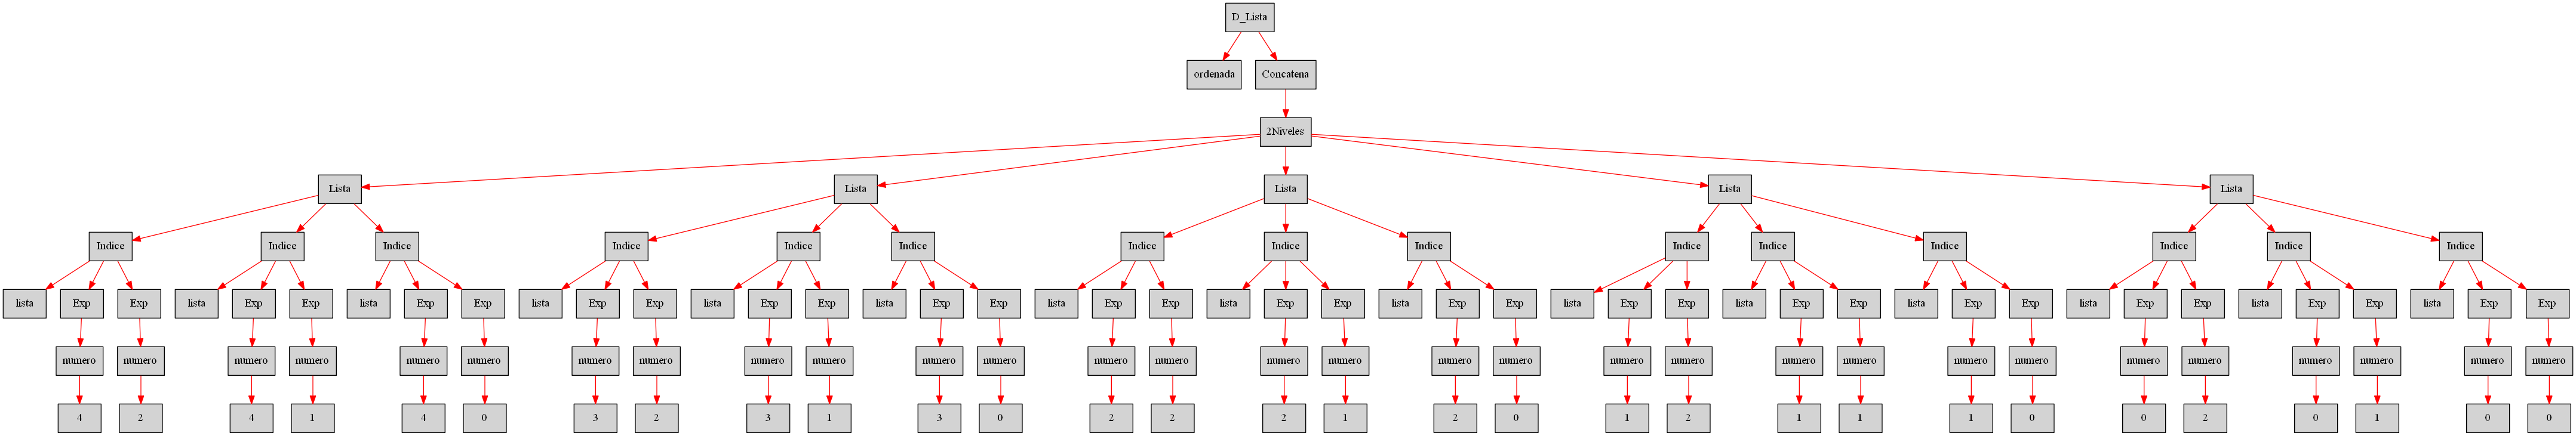 D_Lista
ordenada Concatena
2Niveles
Lista Lista Lista Lista Lista
Indice Indice Indice Indice Indice Indice Indice Indice Indice Indice Indice Indice Indice Indice Indice
lista Exp Exp lista Exp Exp lista Exp Exp lista Exp Exp lista Exp Exp lista Exp Exp lista Exp Exp lista Exp Exp lista Exp Exp lista Exp Exp lista Exp Exp lista Exp Exp lista Exp Exp lista Exp Exp lista Exp Exp
numero numero numero numero numero numero numero numero numero numero numero numero numero numero numero numero numero numero numero numero numero numero numero numero numero numero numero numero numero numero
4 2 4 1 4 0 3 2 3 1 3 0 2 2 2 1 2 0 1 2 1 1 1 0 0 2 0 1 0 0